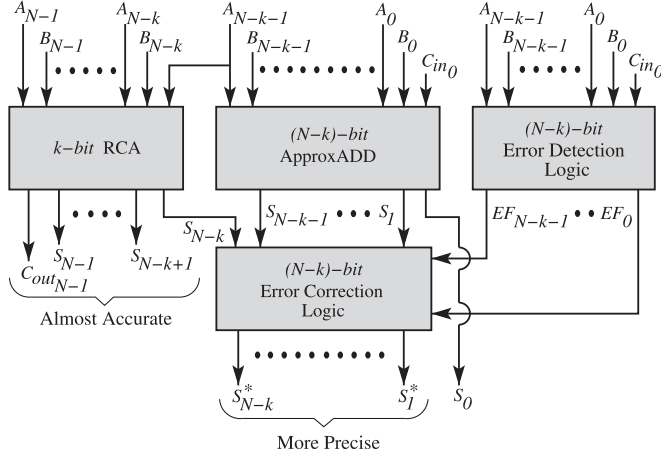 A_{N-1} A_{N-k} A_{N-k-1} A_0 A_{N-k-1} A_0
B_{N-1} B_{N-k} B_{N-k-1} B_0 B_{N-k-1} B_0
C_{in_0} C_{in_0}
k-bit RCA
(N-k)-bit
ApproxADD
(N-k)-bit
Error Detection
Logic
S_{N-k} S_{N-k-1} S_1 EF_{N-k-1} EF_0
C_{out_{N-1}} S_{N-1} S_{N-k+1}
Almost Accurate
(N-k)-bit
Error Correction
Logic
S^*_{N-k} S^*_1 S_0
More Precise